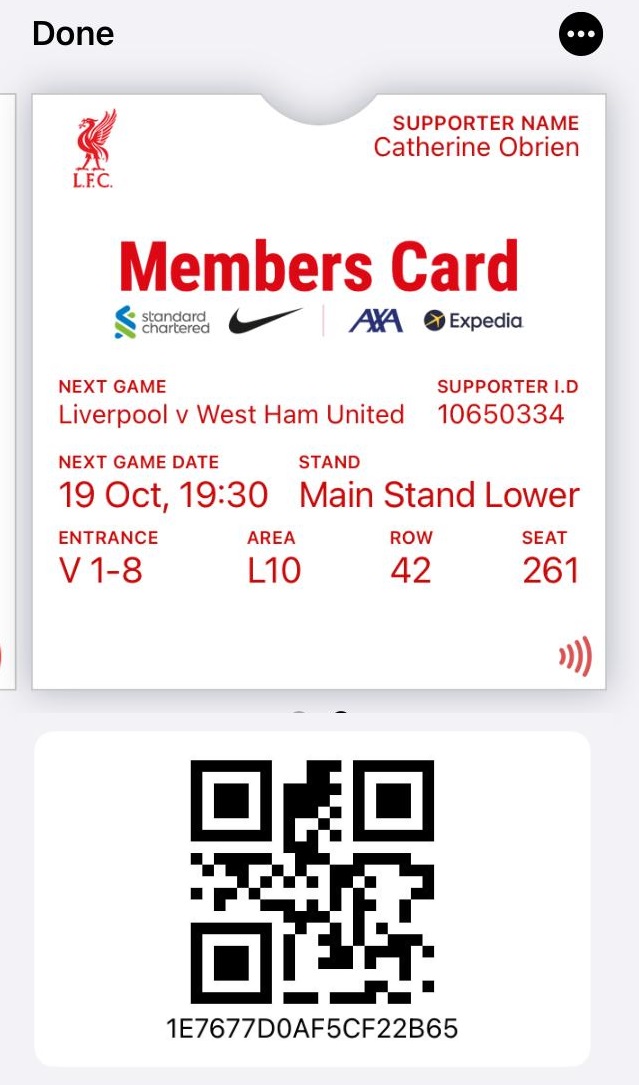 Done
SUPPORTER NAME
Catherine Obrien
L.F.C.
Members Card
standard
chartered
AXA
Expedia
NEXT GAME
SUPPORTER I.D
Liverpool v West Ham United
10650334
NEXT GAME DATE
STAND
19 Oct, 19:30
Main Stand Lower
ENTRANCE
AREA
ROW
SEAT
V 1-8
L10
42
261
1E7677D0AF5CF22B65